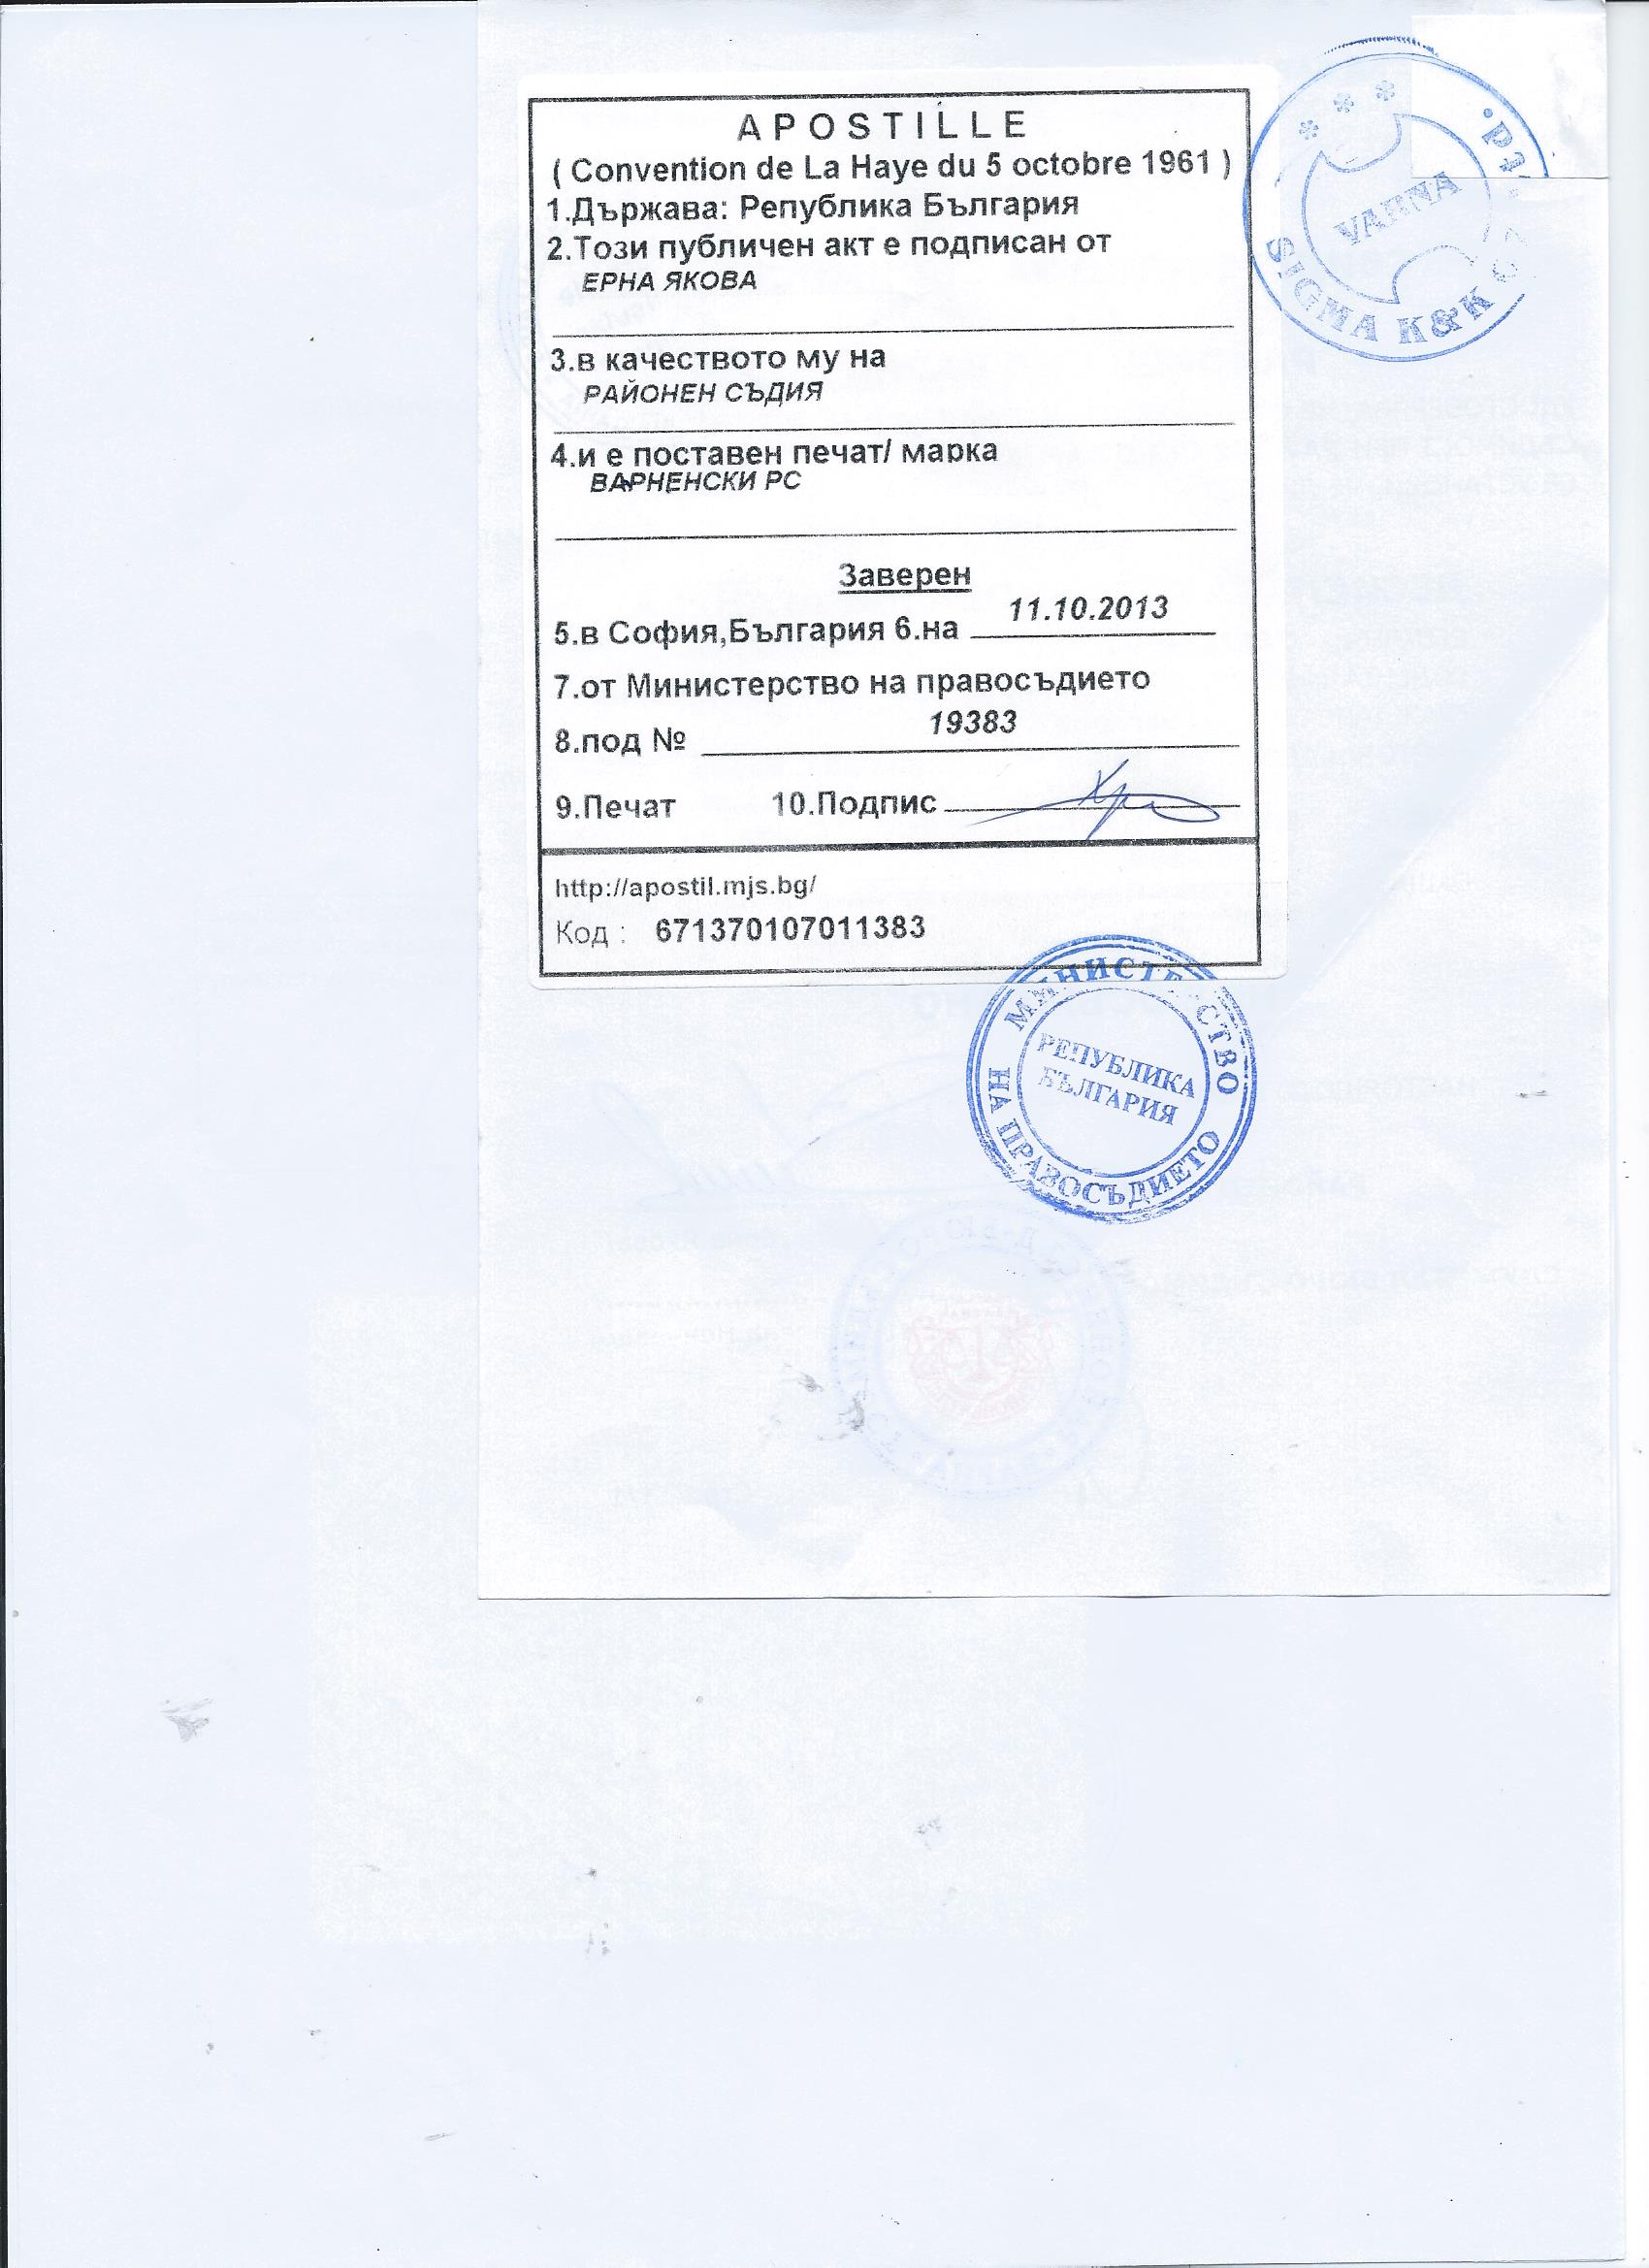 APOSTILLE
( Convention de La Haye du 5 octobre 1961 )
1.Държава: Република България
2.Този публичен акт е подписан от
ЕРНА ЯКОВА
3.в качеството му на
РАЙОНЕН СЪДИЯ
4.и е поставен печат/ марка
ВАРНЕНСКИ РС
Заверен
5.в София,България 6.на 11.10.2013
7.от Министерство на правосъдието
8.под № 19383
9.Печат 10.Подпис
http://apostil.mjs.bg/
Код : 671370107011383
SIGMA K&K Co Ltd.
VARNA
МИНИСТЕРСТВО НА ПРАВОСЪДИЕТО
РЕПУБЛИКА
БЪЛГАРИЯ